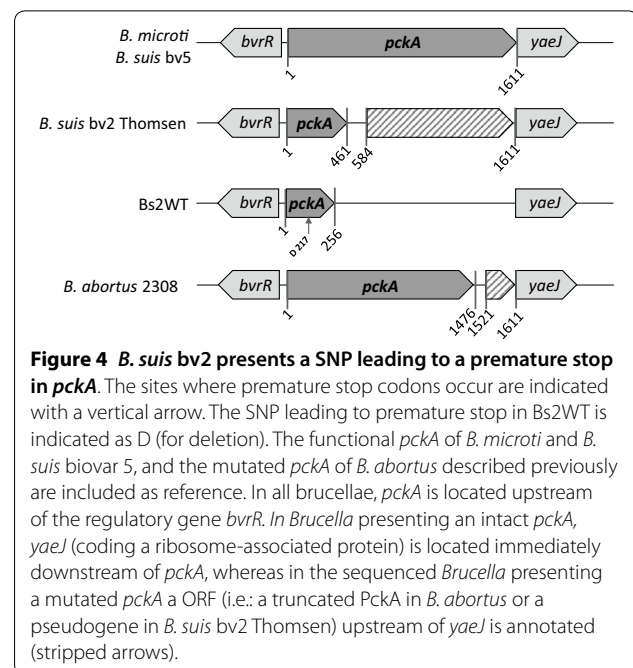 B. microti
B. suis bv5
bvrR pckA yaeJ
1 1611
B. suis bv2 Thomsen bvrR pckA yaeJ
1 461 584 1611
Bs2WT bvrR pckA yaeJ
1 D 217 256
B. abortus 2308 bvrR pckA yaeJ
1 1476 1521 1611
Figure 4 B. suis bv2 presents a SNP leading to a premature stop
in pckA. The sites where premature stop codons occur are indicated
with a vertical arrow. The SNP leading to premature stop in Bs2WT is
indicated as D (for deletion). The functional pckA of B. microti and B.
suis biovar 5, and the mutated pckA of B. abortus described previously
are included as reference. In all brucellae, pckA is located upstream
of the regulatory gene bvrR. In Brucella presenting an intact pckA,
yaeJ (coding a ribosome-associated protein) is located immediately
downstream of pckA, whereas in the sequenced Brucella presenting
a mutated pckA a ORF (i.e.: a truncated PckA in B. abortus or a
pseudogene in B. suis bv2 Thomsen) upstream of yaeJ is annotated
(stripped arrows).